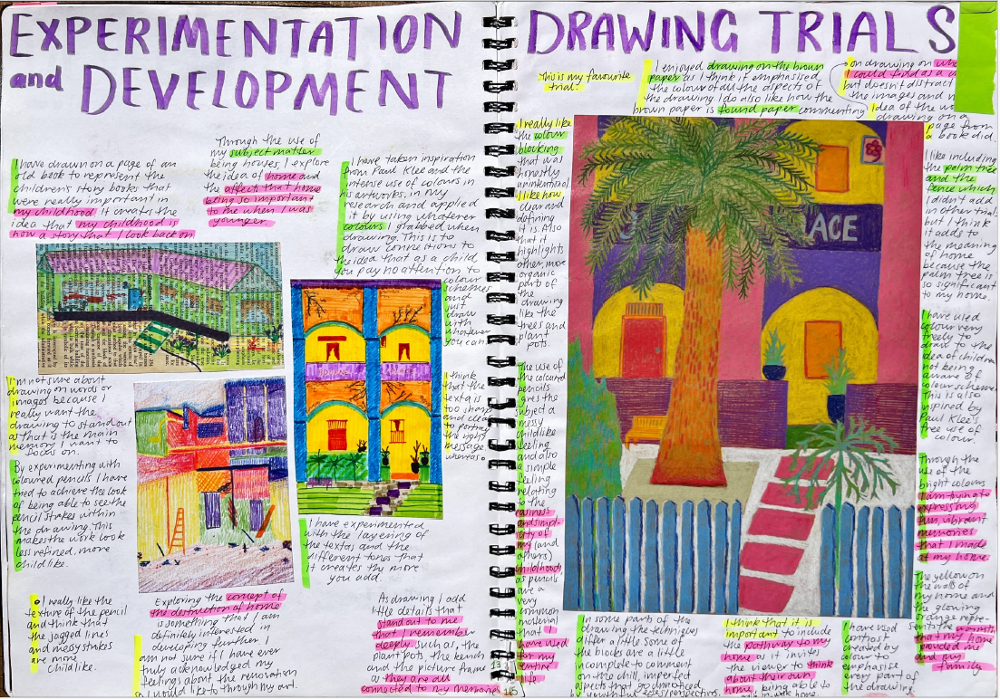 EXPERIMENTATION
and DEVELOPMENT
I have drawn on a page of an
old book to represent the
children's story books that
were really important in
my childhood. It creates the
idea that my childhood is
now a story that I look back on
Through the use of
my subject matter
being houses, I explore
the idea of home and
the affect that home
being so important
to me when I was
younger.
I have taken inspiration
from Paul Klee and the
intense use of colours in
his artworks, in my
research and applied
it by using whatever
colours I grabbed when
drawing. This is to
draw connections to
the idea that as a child
you pay no attention to
colour
schemes
and
just
draw
with
whatever
you can.
I'm not sure about
drawing on words or
images because I
really want the
drawing to stand out
as that is the main
memory I want to
focus on.
By experimenting with
coloured pencils I have
tried to achieve the look
of being able to see the
pencil stokes within
the drawing. This
makes the work look
less refined, more
childlike.
I think
that the
texta is
too sharp
and clear
to portray
the right
message
whereas
I have experimented
with the layering of
the textas and the
different tones that
it creates the more
you add.
I really like the
texture of the pencil
and think that
the jagged lines
and messy stokes
are more
childlike.
Exploring the concept of
the destruction of home
is something that I am
definitely interested in
developing further. I
am not sure if I have ever
truly acknowledged my
feelings about the renovation
so I would like to through my art.
As drawing I add
little details that
stand out to me
that I remember
deeply. Such as, the
plant pots, the bench
and the picture frame
as they are all
connected to my memories
DRAWING TRIALS
This is my favourite
trial.
I enjoyed drawing on ths brown
paper as I think it emphasised
the colour of all the aspects of
the drawing. I do also like how the
brown paper is found paper commenting
on drawing on
I could find as a
but doesn't distract
the images and
idea of the
drawing on a
page from
a book did.
I really like
the colour
blocking
that was
honestly
unintentional.
I like how
clear and
defining
it is. Also
that it
highlights
other, more
organic
parts of
the
drawing
like the
trees and
plant
pots.
The use of
the coloured
pencils
gives the
subject a
messy
childlike
feeling
and also
a simple
feeling
relating
to the
easiness
and simpl-
icity of
my (and
others)
childhood,
as pencils
are a
very
common
material
that I
have used
for my
entire
life
PALACE
I like including
the palm tree
and the
fence which
I didn't add
in other trials
but I think
it adds to
the meaning
of home
because the
palm tree is
so significant
to my home.
I have used
colour very
freely to
draw to the
idea of children
not being
aware of
colour schemes.
This is also
inspired by
Paul Klee's
free use of
colour.
Through the
use of the
bright colours
I am trying to
express my
fun, vibrant
memories
that I made
at my home.
The yellow on
the walls of
my home and
the glowing
orange repre-
sents the warmth
that my home
provided me
and my
family
In some parts of the
drawing the techniques
differ a little. Some of
the blocks are a little
incomplete to comment
on the chill, imperfect
aspects that go unnoticed
by youthful eyes/perspectives.
I think that it is
important to include
the pathway to my
home as it invites
the viewer to think
about their own
home, being able to
walk in to the home.
I have used
contrast
created by
colour to
emphasise
every part of
the drawing.